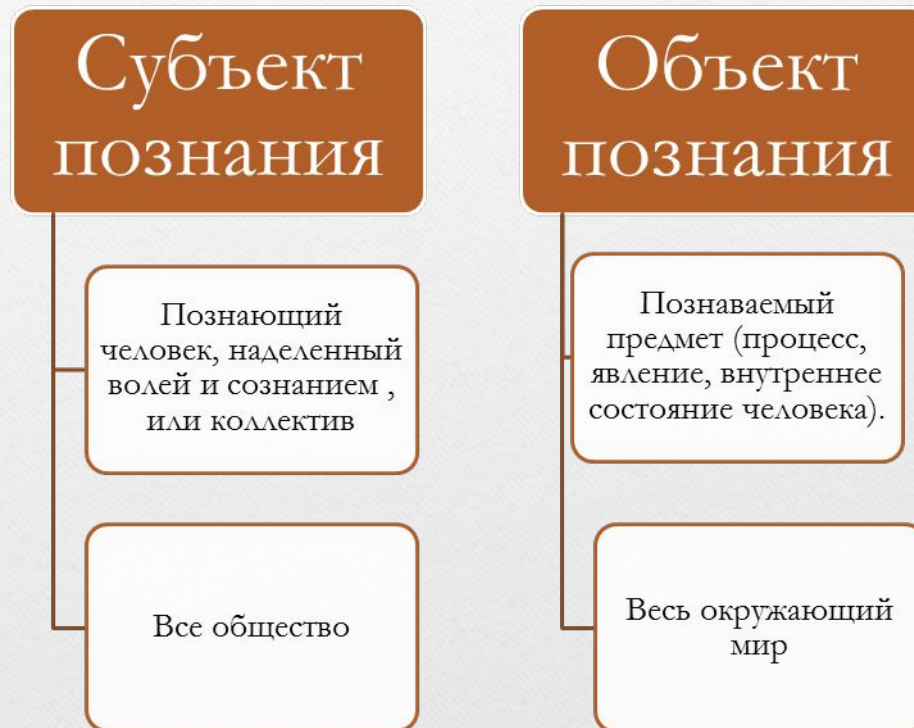 Субъект
познания
Познающий
человек, наделенный
волей и сознанием ,
или коллектив
Все общество
Объект
познания
Познаваемый
предмет (процесс,
явление, внутреннее
состояние человека).
Весь окружающий
мир